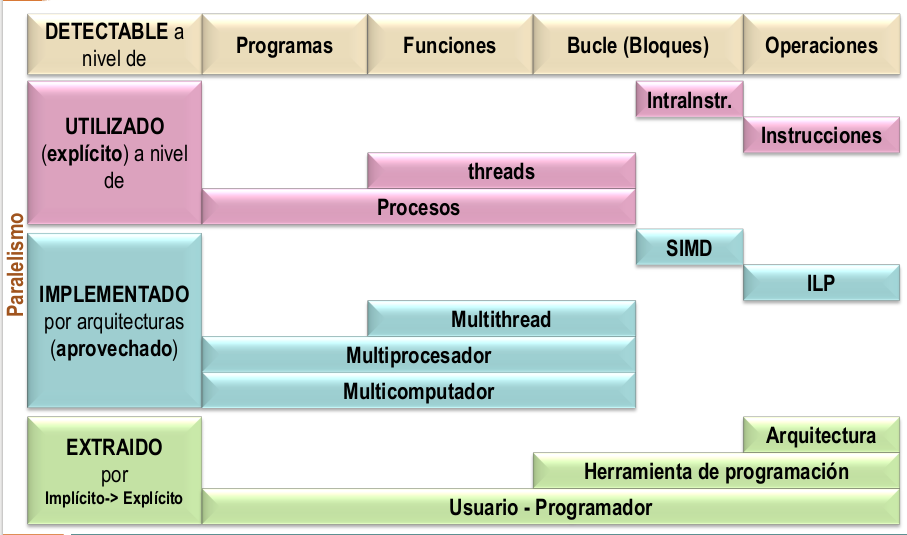 Paralelismo
DETECTABLE a
nivel de
Programas
Funciones
Bucle (Bloques)
Operaciones
UTILIZADO
(explícito) a nivel
de
IntraInstr.
Instrucciones
threads
Procesos
IMPLEMENTADO
por arquitecturas
(aprovechado)
SIMD
ILP
Multithread
Multiprocesador
Multicomputador
EXTRAIDO
por
Implícito-> Explícito
Arquitectura
Herramienta de programación
Usuario - Programador